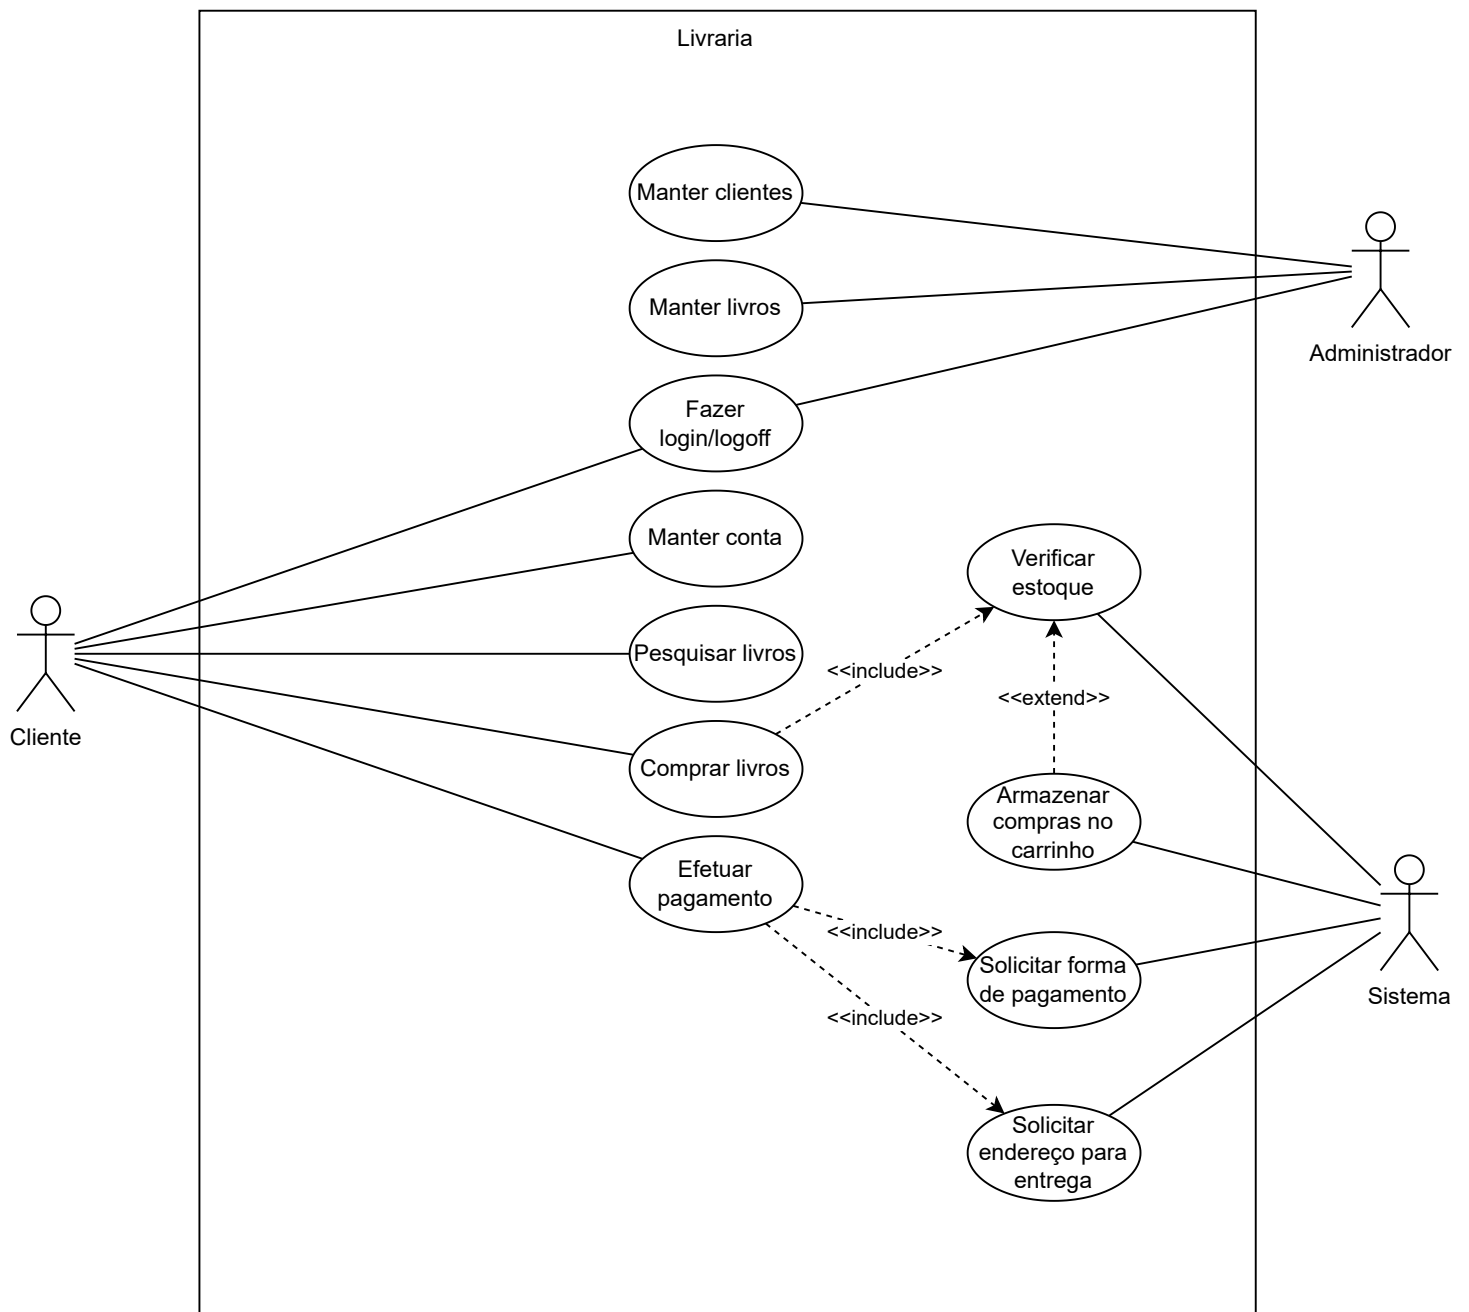 Livraria
Manter clientes
Manter livros
Administrador
Fazer
login/logoff
Manter conta
Verificar
estoque
Pesquisar livros
<<include>>
<<extend>>
Cliente
Comprar livros
Armazenar
compras no
carrinho
Efetuar
pagamento
<<include>>
Solicitar forma
de pagamento
Sistema
<<include>>
Solicitar
endereço para
entrega